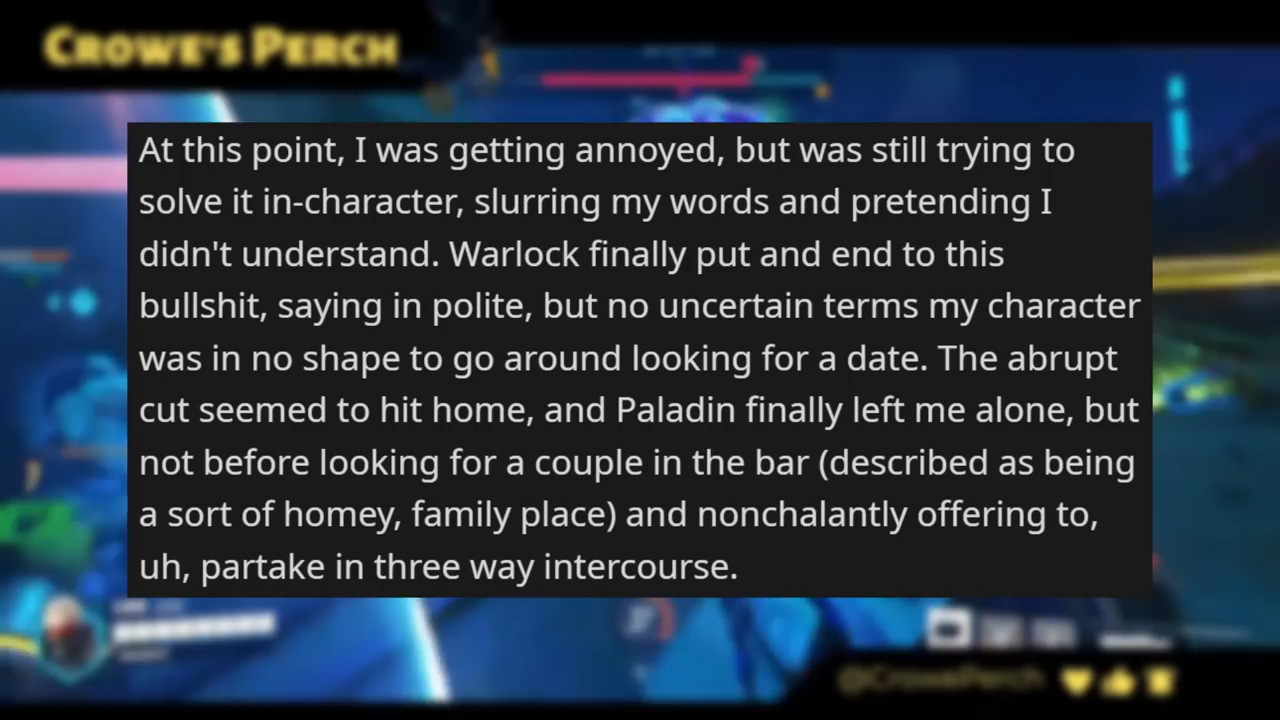 CROWE'S PERCH
At this point, I was getting annoyed, but was still trying to
solve it in-character, slurring my words and pretending I
didn't understand. Warlock finally put and end to this
bullshit, saying in polite, but no uncertain terms my character
was in no shape to go around looking for a date. The abrupt
cut seemed to hit home, and Paladin finally left me alone, but
not before looking for a couple in the bar (described as being
a sort of homey, family place) and nonchalantly offering to,
uh, partake in three way intercourse.
@CrowePerch